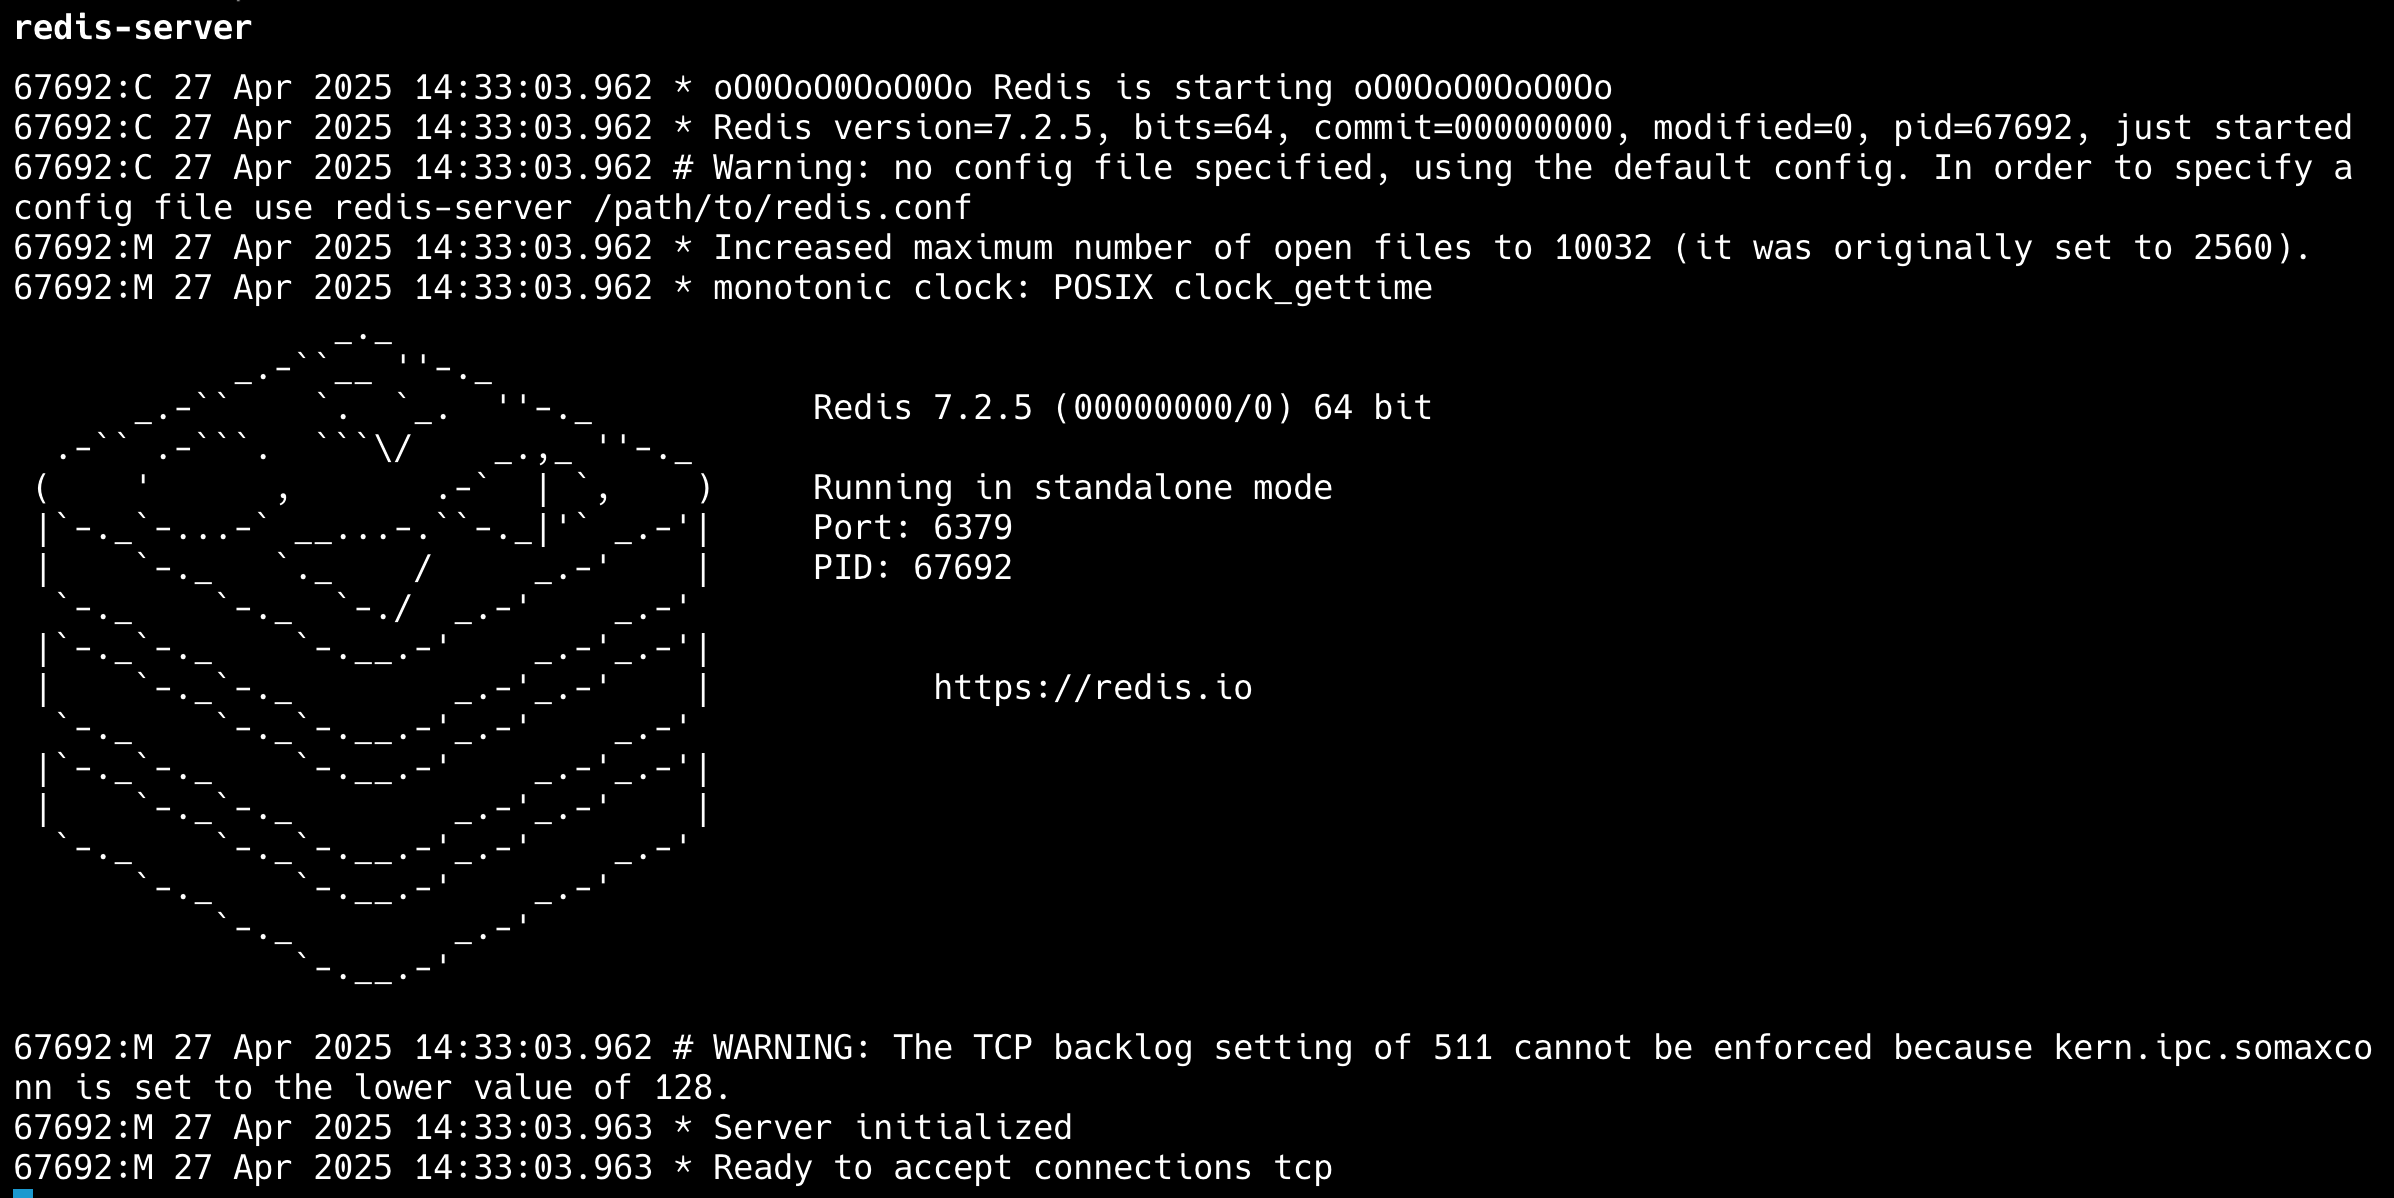 redis-server
67692:C 27 Apr 2025 14:33:03.962 * oO0OoO0OoO0Oo Redis is starting oO0OoO0OoO0Oo
67692:C 27 Apr 2025 14:33:03.962 * Redis version=7.2.5, bits=64, commit=00000000, modified=0, pid=67692, just started
67692:C 27 Apr 2025 14:33:03.962 # Warning: no config file specified, using the default config. In order to specify a
config file use redis-server /path/to/redis.conf
67692:M 27 Apr 2025 14:33:03.962 * Increased maximum number of open files to 10032 (it was originally set to 2560).
67692:M 27 Apr 2025 14:33:03.962 * monotonic clock: POSIX clock_gettime
Redis 7.2.5 (00000000/0) 64 bit
Running in standalone mode
Port: 6379
PID: 67692
https://redis.io
67692:M 27 Apr 2025 14:33:03.962 # WARNING: The TCP backlog setting of 511 cannot be enforced because kern.ipc.somaxco
nn is set to the lower value of 128.
67692:M 27 Apr 2025 14:33:03.963 * Server initialized
67692:M 27 Apr 2025 14:33:03.963 * Ready to accept connections tcp